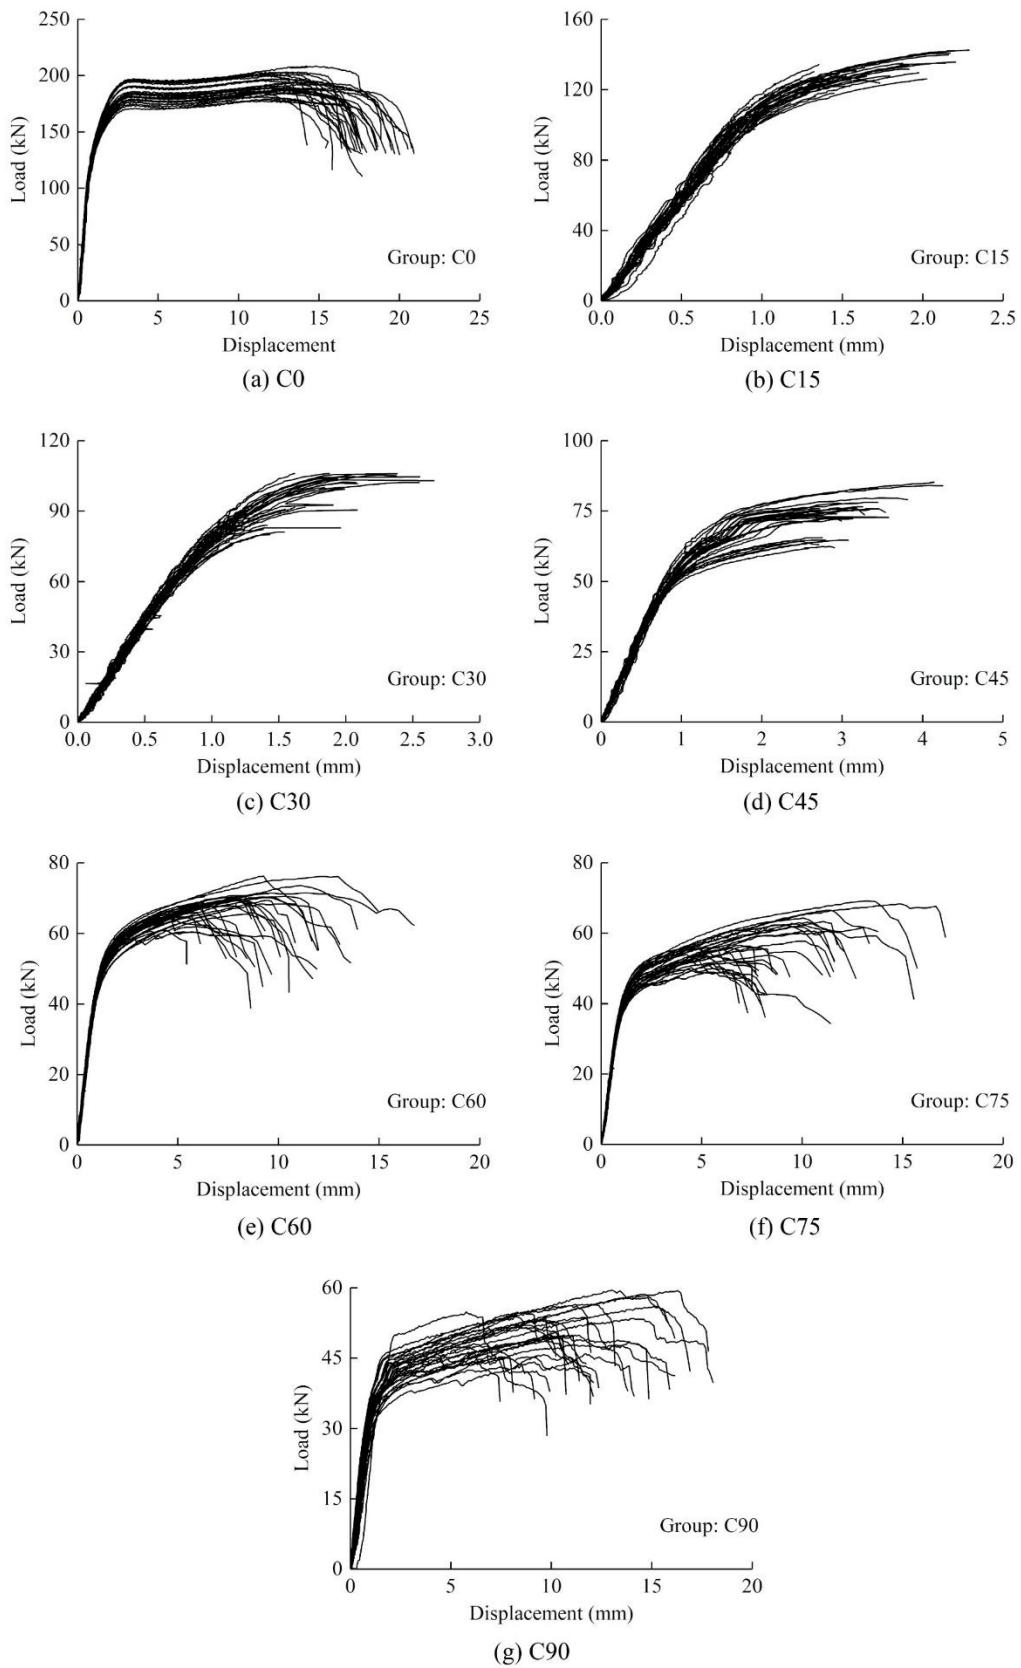 250
200
150
100
50
0
Load (kN)
Group: C0
0 5 10 15 20 25
Displacement
(a) C0
160
120
80
40
0
Load (kN)
Group: C15
0.0 0.5 1.0 1.5 2.0 2.5
Displacement (mm)
(b) C15
120
90
60
30
0
Load (kN)
Group: C30
0.0 0.5 1.0 1.5 2.0 2.5 3.0
Displacement (mm)
(c) C30
100
75
50
25
0
Load (kN)
Group: C45
0 1 2 3 4 5
Displacement (mm)
(d) C45
80
60
40
20
0
Load (kN)
Group: C60
0 5 10 15 20
Displacement (mm)
(e) C60
80
60
40
20
0
Load (kN)
Group: C75
0 5 10 15 20
Displacement (mm)
(f) C75
60
45
30
15
0
Load (kN)
Group: C90
0 5 10 15 20
Displacement (mm)
(g) C90